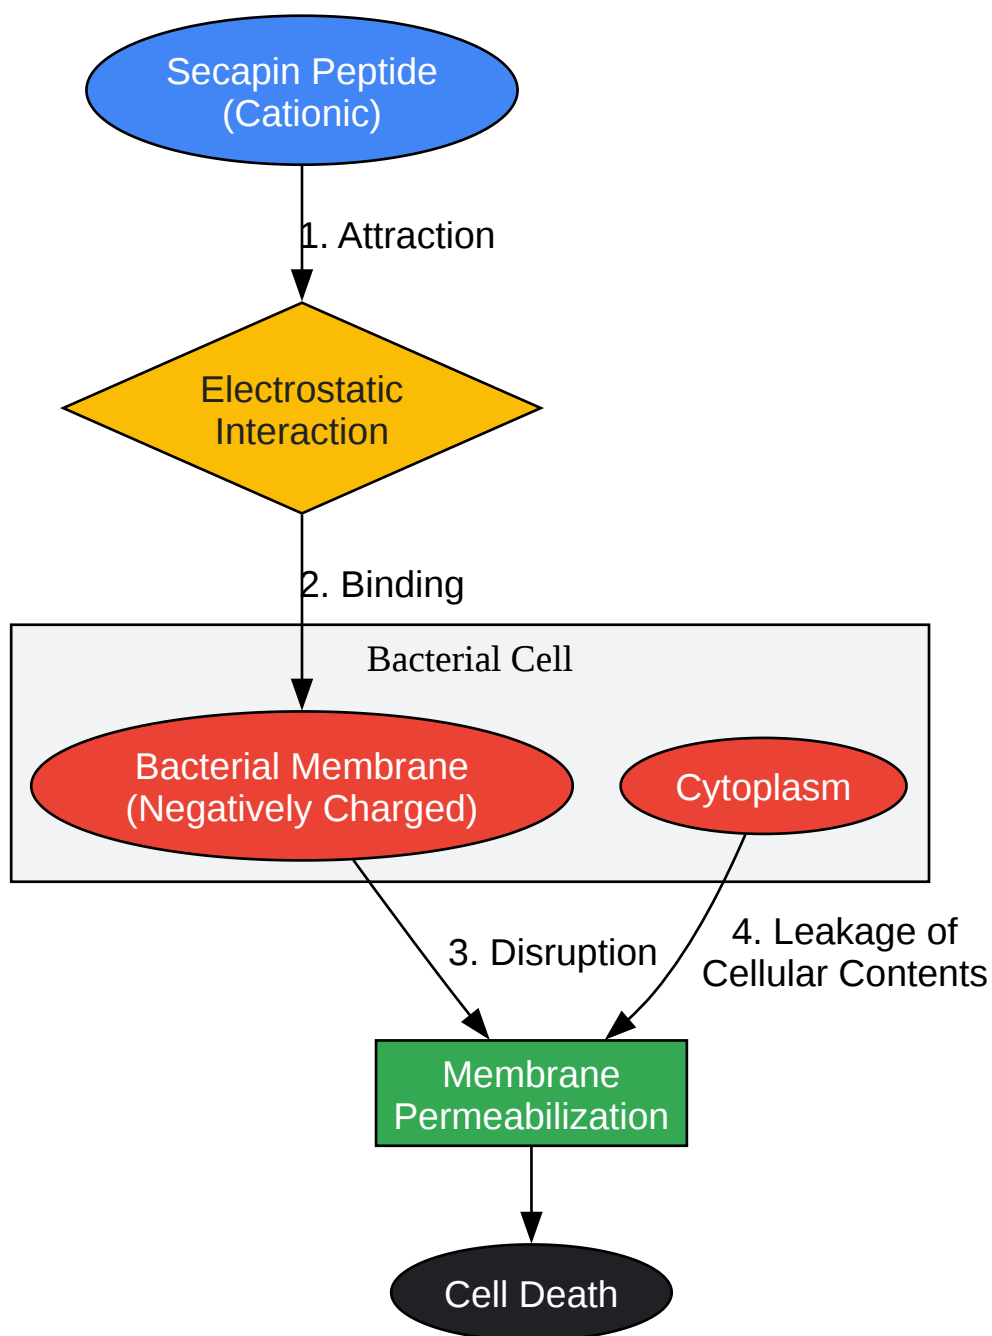 Secapin Peptide
(Cationic)
1. Attraction
Electrostatic
Interaction
2. Binding
Bacterial Cell
Bacterial Membrane
(Negatively Charged)
Cytoplasm
3. Disruption
4. Leakage of
Cellular Contents
Membrane
Permeabilization
Cell Death